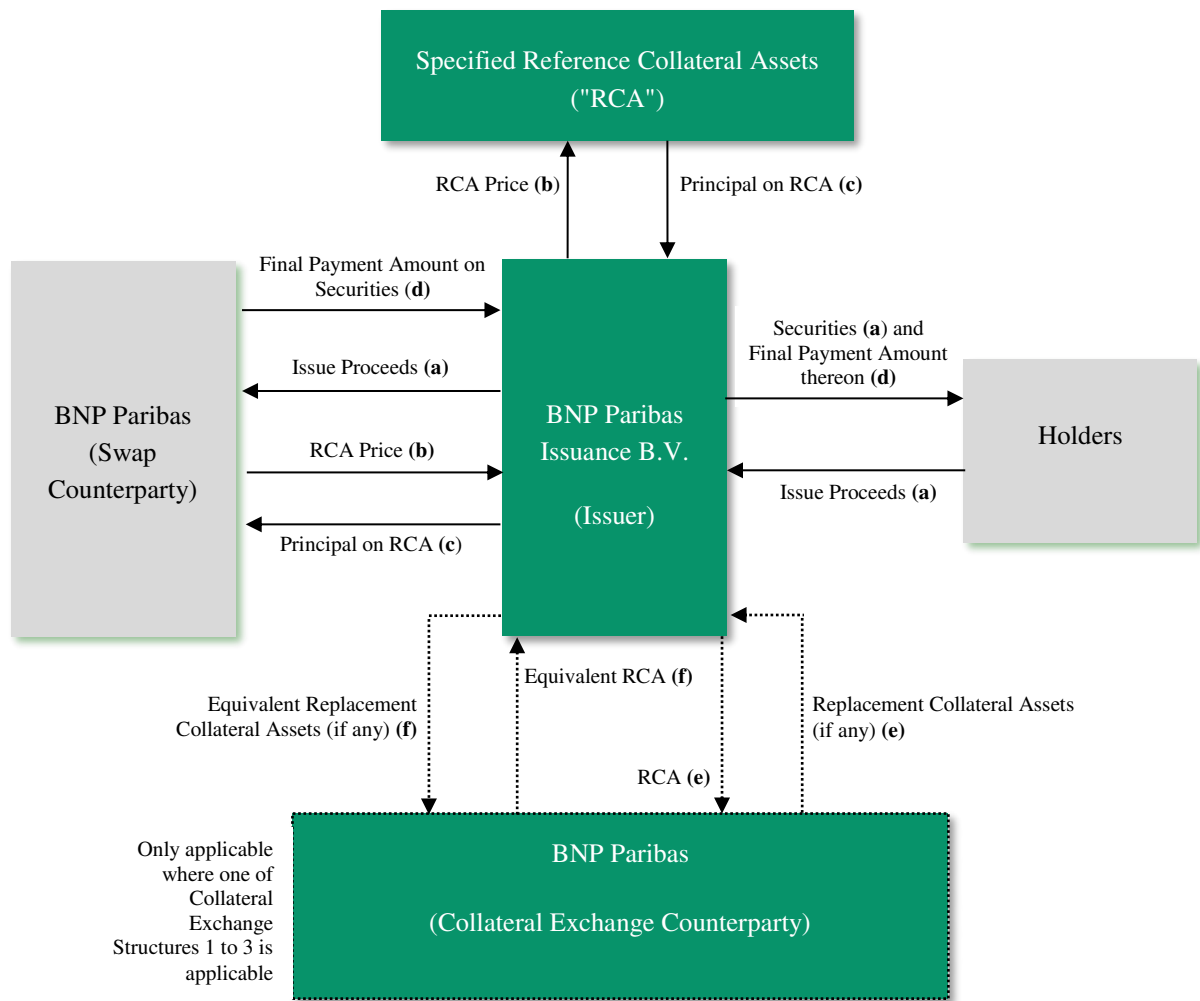 Specified Reference Collateral Assets
("RCA")
RCA Price (b)
Principal on RCA (c)
Final Payment Amount on
Securities (d)
Issue Proceeds (a)
RCA Price (b)
Principal on RCA (c)
BNP Paribas
(Swap
Counterparty)
BNP Paribas
Issuance B.V.
(Issuer)
Securities (a) and
Final Payment Amount
thereon (d)
Issue Proceeds (a)
Holders
Equivalent Replacement
Collateral Assets (if any) (f)
Equivalent RCA (f)
RCA (e)
Replacement Collateral Assets
(if any) (e)
Only applicable
where one of
Collateral
Exchange
Structures 1 to 3 is
applicable
BNP Paribas
(Collateral Exchange Counterparty)